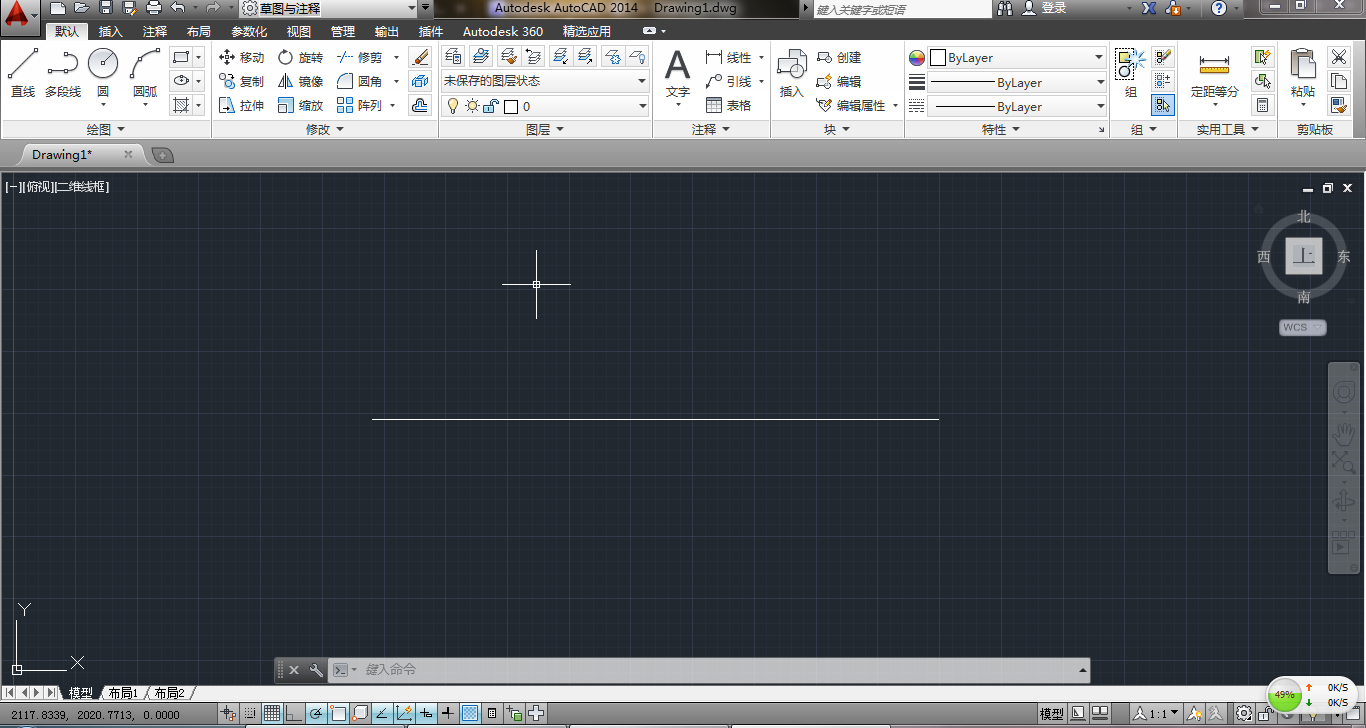 草图与注释 Autodesk AutoCAD 2014 Drawing1.dwg 键入关键字或短语 登录
默认 插入 注释 布局 参数化 视图 管理 输出 插件 Autodesk 360 精选应用
直线 多段线 圆 圆弧
移动 旋转 修剪
复制 镜像 圆角
拉伸 缩放 阵列
未保存的图层状态
0
文字 线性
引线
表格
插入 创建
编辑
编辑属性
ByLayer
ByLayer
ByLayer
组 定距等分 粘贴
绘图 修改 图层 注释 块 特性 组 实用工具 剪贴板
Drawing1*
[−][俯视][二维线框]
北
西 上 东
南
WCS
Y
X
键入命令
模型 布局1 布局2
2117.8339, 2020.7713, 0.0000
模型 1:1
49% 0K/S
0K/S